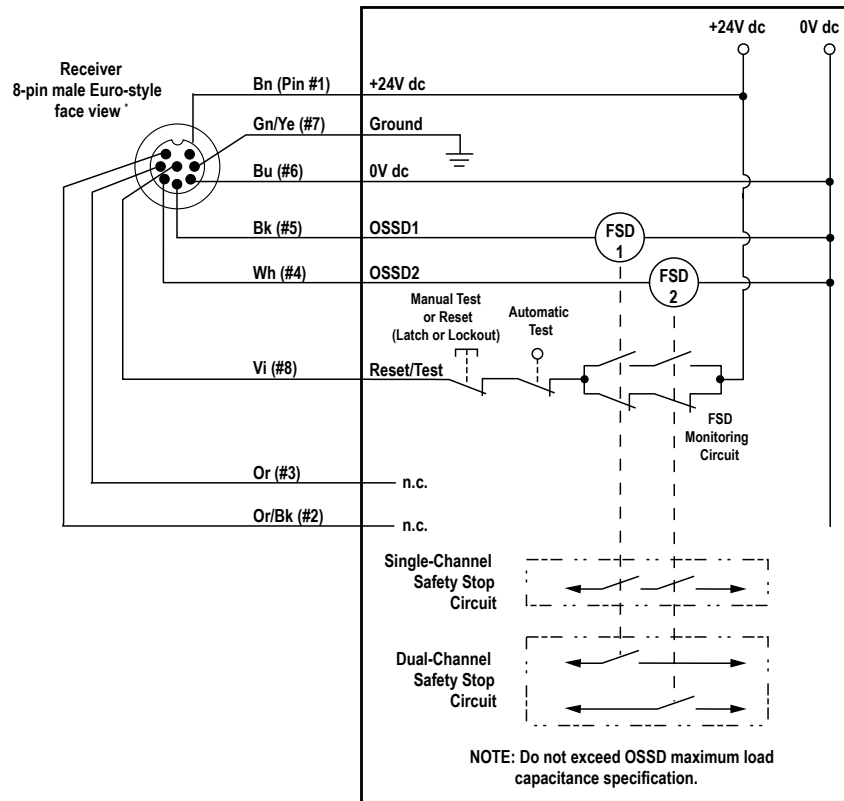 +24V dc
0V dc
Receiver
8-pin male Euro-style
face view *
Bn (Pin #1)
+24V dc
Gn/Ye (#7)
Ground
Bu (#6)
0V dc
Bk (#5)
OSSD1
FSD
1
Wh (#4)
OSSD2
FSD
2
Manual Test
or Reset
(Latch or Lockout)
Automatic
Test
Vi (#8)
Reset/Test
FSD
Monitoring
Circuit
Or (#3)
n.c.
Or/Bk (#2)
n.c.
Single-Channel
Safety Stop
Circuit
Dual-Channel
Safety Stop
Circuit
NOTE: Do not exceed OSSD maximum load
capacitance specification.